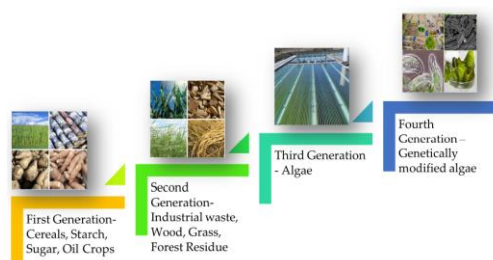 First Generation-
Cereals, Starch,
Sugar, Oil Crops
Second
Generation-
Industrial waste,
Wood, Grass,
Forest Residue
Third Generation
- Algae
Fourth
Generation –
Genetically
modified algae